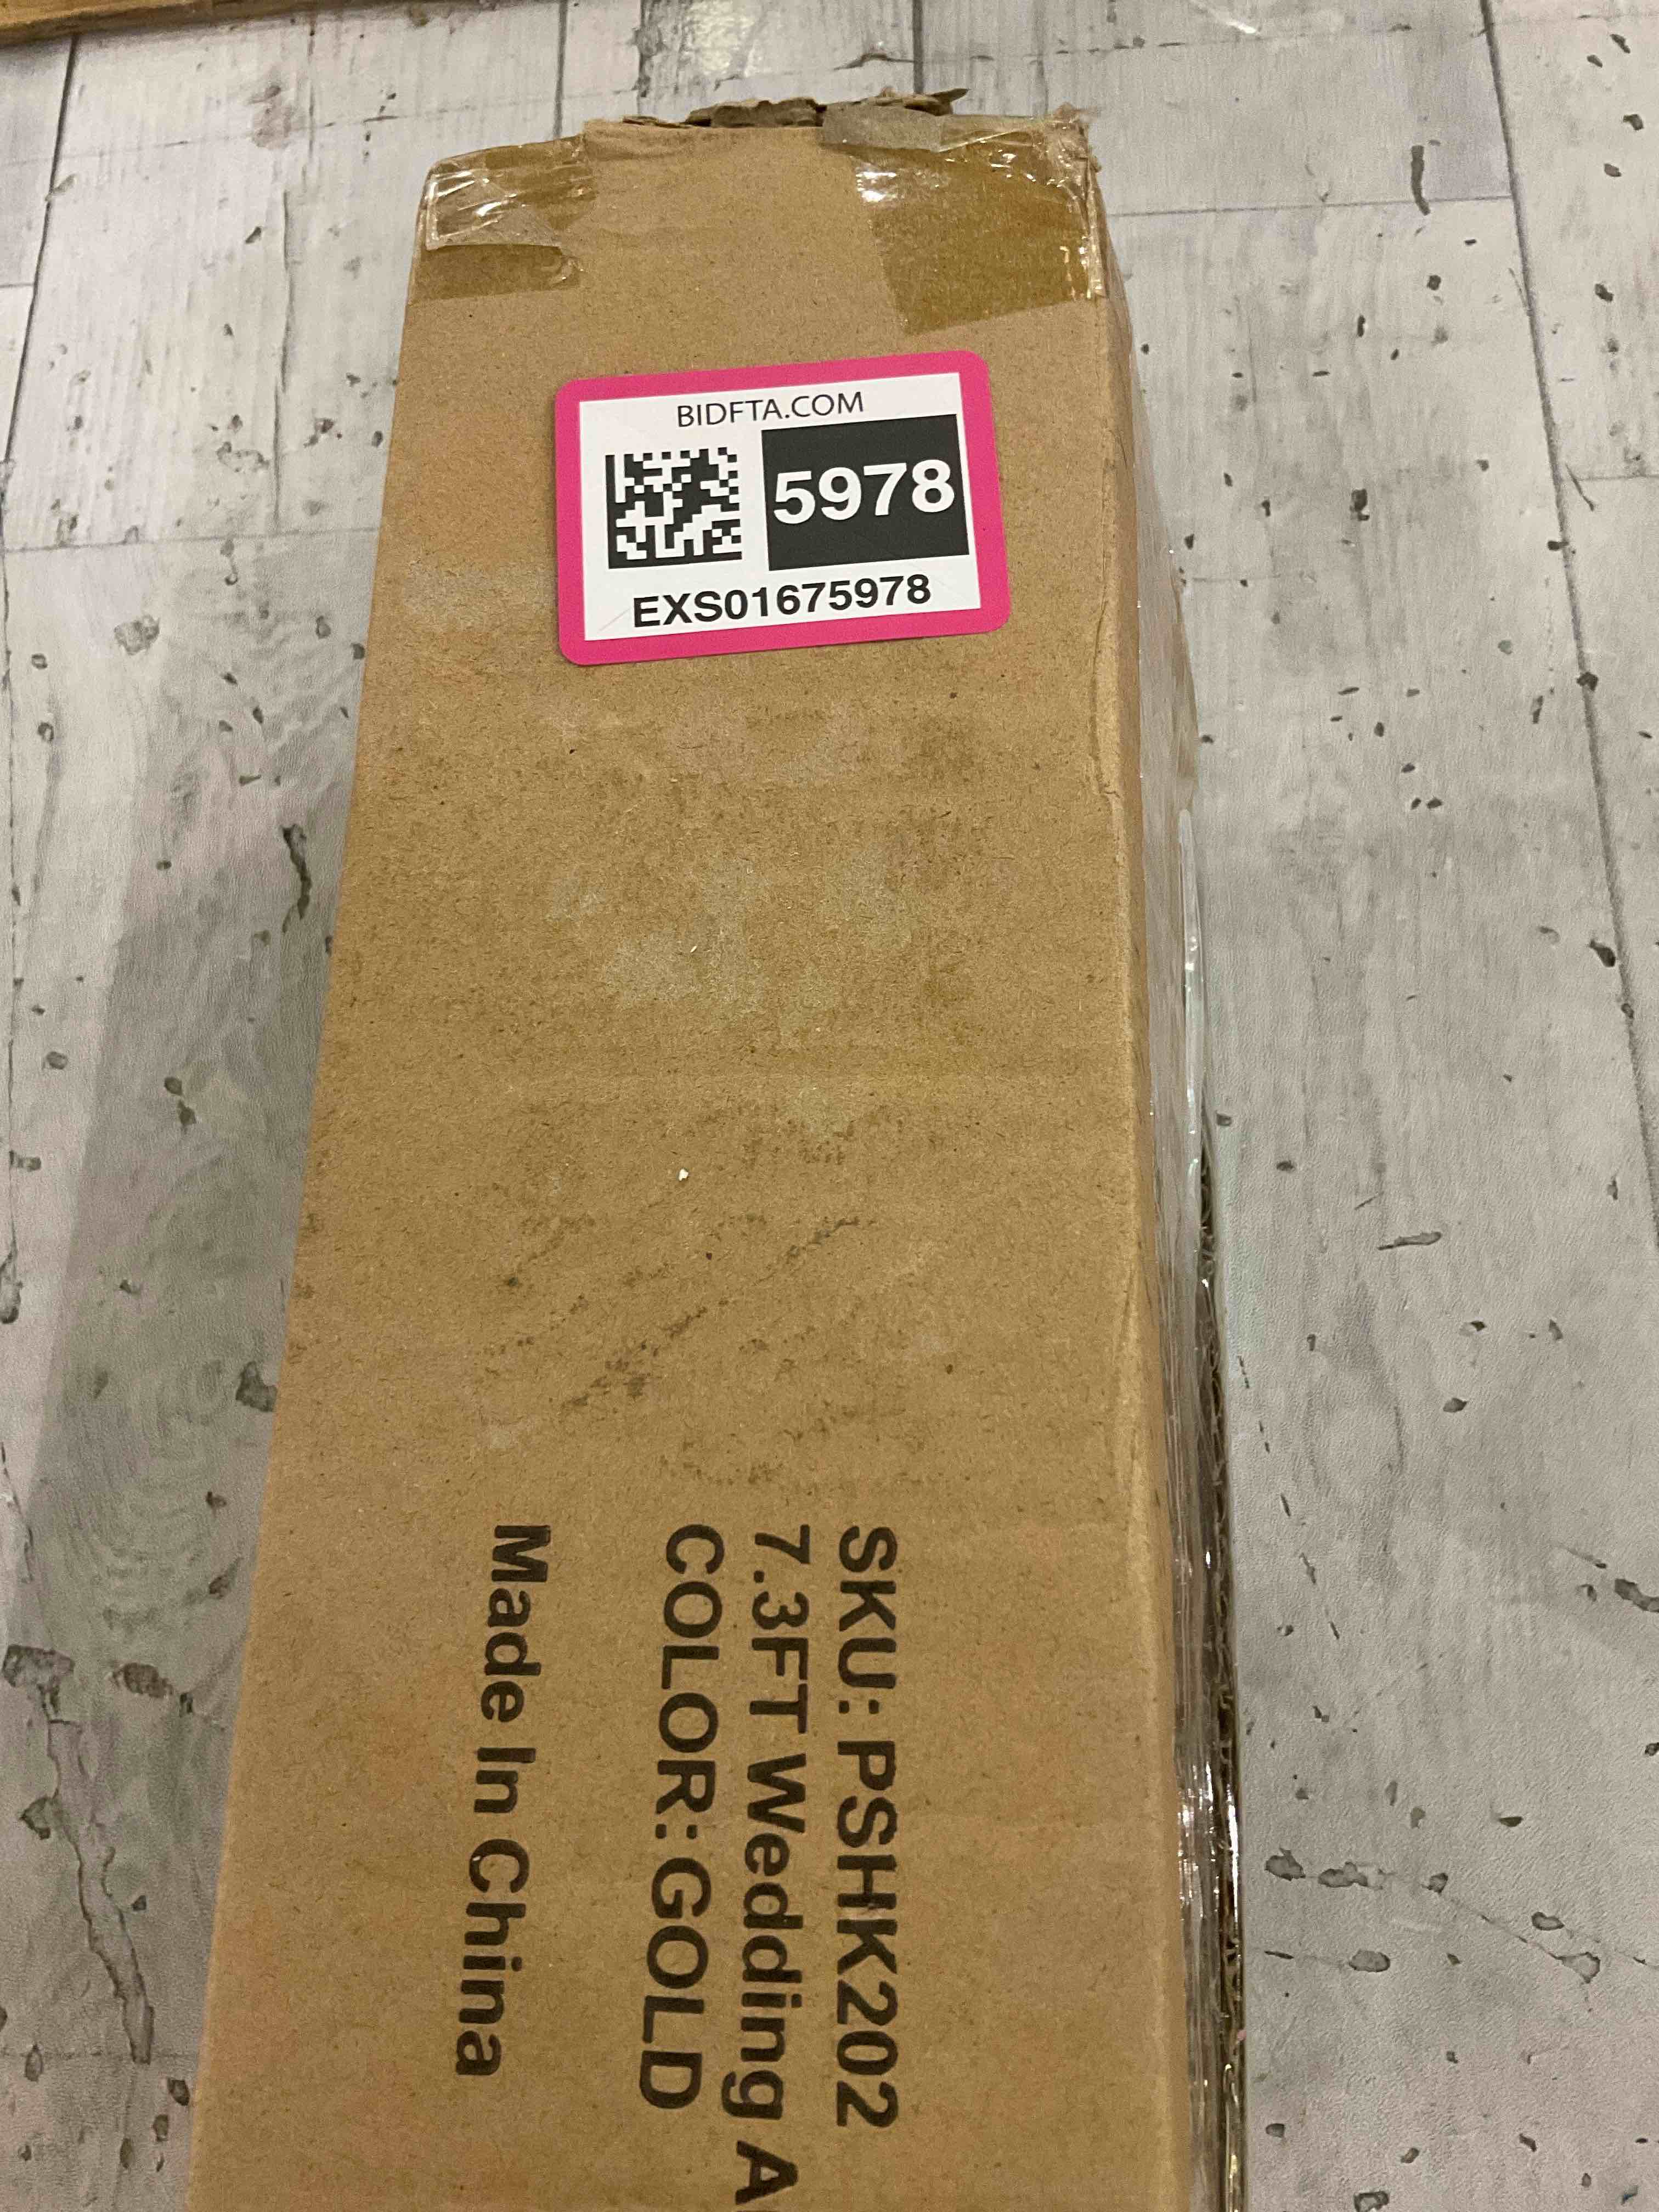 BIDFTA.COM
5978
EXS01675978
SKU: PSHK202
7.3FT Wedding
COLOR: GOLD
Made In China